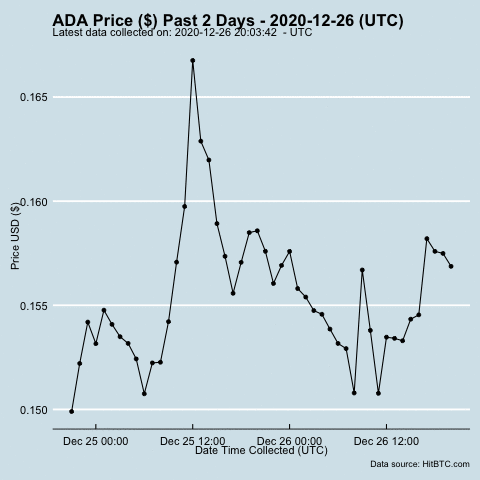 ADA Price ($) Past 2 Days - 2020-12-26 (UTC)
Latest data collected on: 2020-12-26 20:03:42 - UTC
0.165
0.160
0.155
0.150
Price USD ($)
Dec 25 00:00 Dec 25 12:00 Dec 26 00:00 Dec 26 12:00
Date Time Collected (UTC)
Data source: HitBTC.com